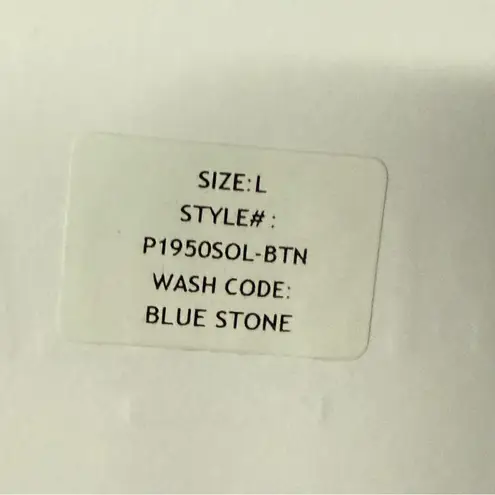 SIZE:L
STYLE#:
P1950SOL-BTN
WASH CODE:
BLUE STONE